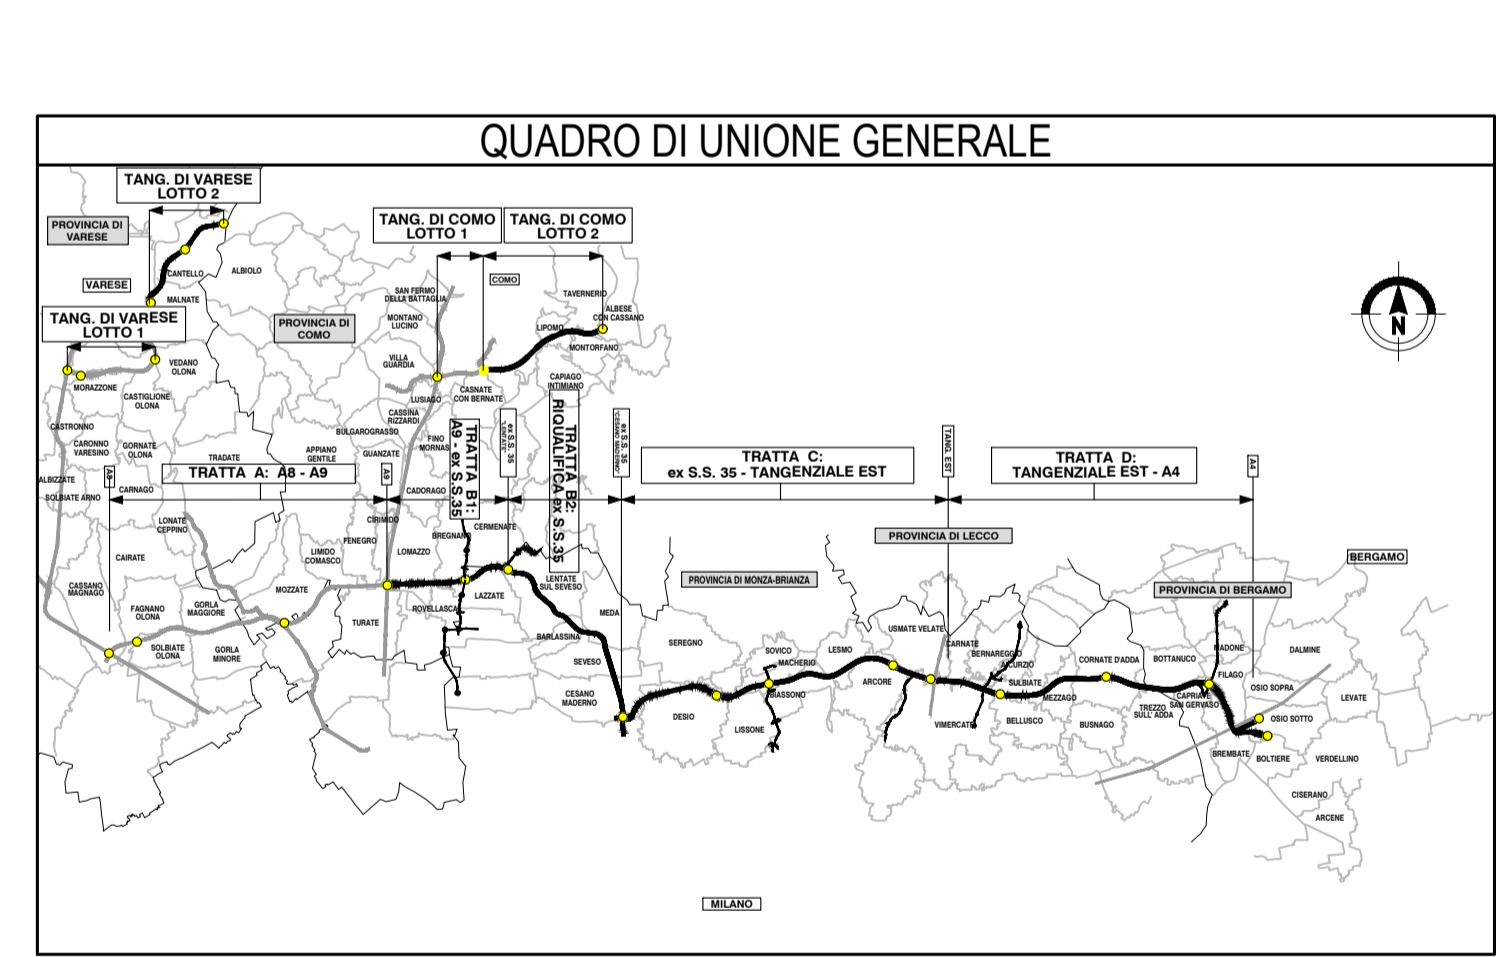 QUADRO DI UNIONE GENERALE
TANG. DI VARESE
LOTTO 2
PROVINCIA DI
VARESE
TANG. DI COMO
LOTTO 1
TANG. DI COMO
LOTTO 2
CANTELLO
ALBIOLO
VARESE
COMO
MALNATE
SAN FERMO
DELLA BATTAGLIA
TAVERNERIO
ALBESE
CON CASSANO
TANG. DI VARESE
LOTTO 1
PROVINCIA DI
COMO
MONTANO
LUCINO
LIPOMO
MONTORFANO
N
VEDANO
OLONA
VILLA
GUARDIA
MORAZZONE
CAPIAGO
INTIMIANO
CASTIGLIONE
OLONA
LUSIAGO
CASNATE
CON BERNATE
CASSINA
RIZZARDI
CASTRONNO
BULGAROGRASSO
FINO
MORNAS
CARONNO
VARESINO
GORNATE
OLONA
TRADATE
APPIANO
GENTILE
GUANZATE
TRATTA B1:
A9 - ex S.S.35
ex S.S. 35
"LENTATE"
TRATTA B2:
RIQUALIFICA ex S.S.35
ex S.S. 35
"CESANO MADERNO"
TRATTA C:
ex S.S. 35 - TANGENZIALE EST
TANG. EST
TRATTA D:
TANGENZIALE EST - A4
A4
ALBIZZATE
A8
TRATTA A: A8 - A9
A9
SOLBIATE ARNO
CARNAGO
CADORAGO
LONATE
CEPPINO
CIRIMIDO
CERMENATE
BREGNANO
FENEGRO
PROVINCIA DI LECCO
CAIRATE
LIMIDO
COMASCO
LOMAZZO
BERGAMO
CASSANO
MAGNAGO
MOZZATE
LENTATE
SUL SEVESO
PROVINCIA DI MONZA-BRIANZA
PROVINCIA DI BERGAMO
LAZZATE
FAGNANO
OLONA
GORLA
MAGGIORE
ROVELLASCA
MEDA
TURATE
BARLASSINA
SEREGNO
USMATE VELATE
CARNATE
SOLBIATE
OLONA
GORLA
MINORE
SEVESO
SOVICO
LESMO
BERNAREGGIO
MADONE
DALMINE
MACHERIO
AICURZIO
CORNATE D'ADDA
BOTTANUCO
FILAGO
ARCORE
SULBIATE
OSIO SOPRA
CESANO
MADERNO
BIASSONO
MEZZAGO
CAPRIATE
SAN GERVASO
LEVATE
DESIO
TREZZO
SULL' ADDA
OSIO SOTTO
LISSONE
VIMERCATE
BELLUSCO
BUSNAGO
BREMBATE
BOLTIERE
VERDELLINO
CISERANO
ARCENE
MILANO